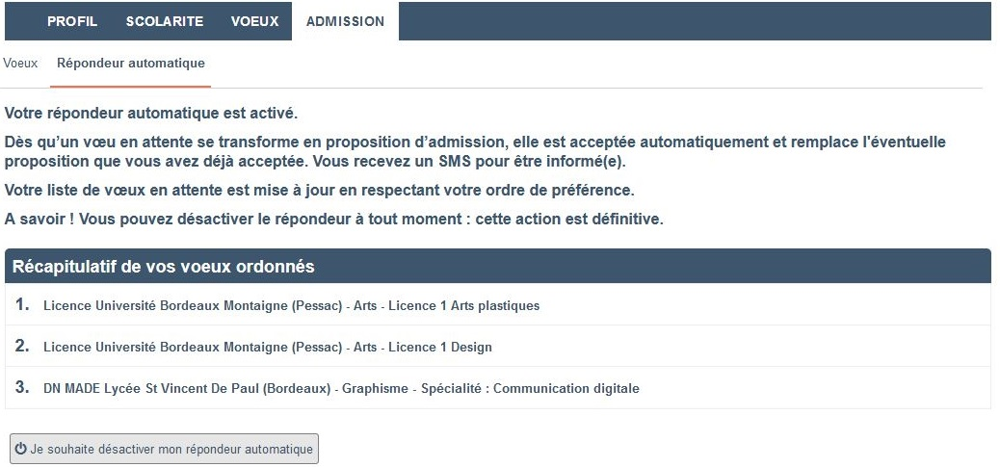 PROFIL SCOLARITE VOEUX ADMISSION
Voeux Répondeur automatique
Votre répondeur automatique est activé.
Dès qu'un vœu en attente se transforme en proposition d'admission, elle est acceptée automatiquement et remplace l'éventuelle
proposition que vous avez déjà acceptée. Vous recevez un SMS pour être informé(e).
Votre liste de vœux en attente est mise à jour en respectant votre ordre de préférence.
A savoir ! Vous pouvez désactiver le répondeur à tout moment : cette action est définitive.
Récapitulatif de vos voeux ordonnés
1. Licence Université Bordeaux Montaigne (Pessac) - Arts - Licence 1 Arts plastiques
2. Licence Université Bordeaux Montaigne (Pessac) - Arts - Licence 1 Design
3. DN MADE Lycée St Vincent De Paul (Bordeaux) - Graphisme - Spécialité : Communication digitale
Je souhaite désactiver mon répondeur automatique